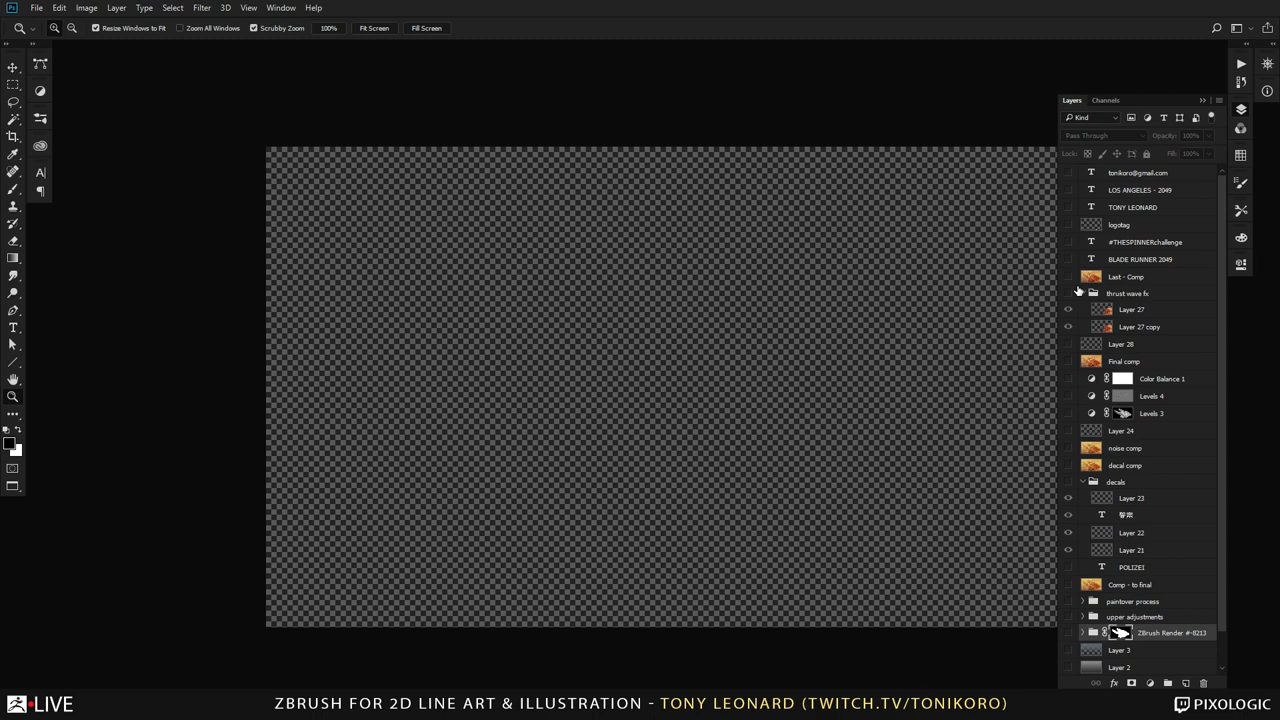 Ps File Edit Image Layer Type Select Filter 3D View Window Help
Resize Windows to Fit Zoom All Windows Scrubby Zoom 100% Fit Screen Fill Screen
Layers Channels
Kind
Pass Through Opacity: 100%
Lock: Fill: 100%
T tonikoro@gmail.com
T LOS ANGELES - 2049
T TONY LEONARD
logotag
T #THESPINNERchallenge
T BLADE RUNNER 2049
Last - Comp
thrust wave fx
Layer 27
Layer 27 copy
Layer 28
Final comp
Color Balance 1
Levels 4
Levels 3
Layer 24
noise comp
decal comp
decals
Layer 23
T
Layer 22
Layer 21
T POLIZEI
Comp - to final
paintover process
upper adjustments
ZBrush Render #-8213
Layer 3
Layer 2
fx
LIVE
ZBRUSH FOR 2D LINE ART & ILLUSTRATION - TONY LEONARD (TWITCH.TV/TONIKORO)
PIXOLOGIC